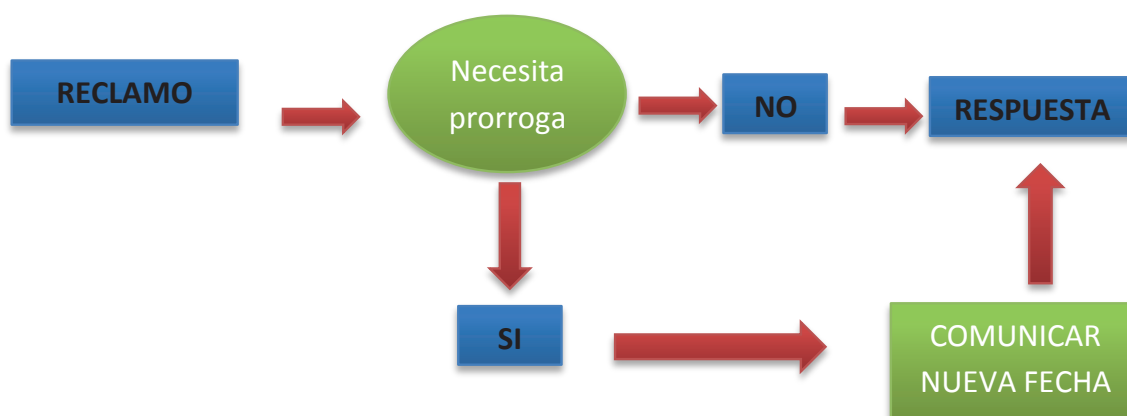 RECLAMO
Necesita
prorroga
NO
RESPUESTA
SI
COMUNICAR
NUEVA FECHA